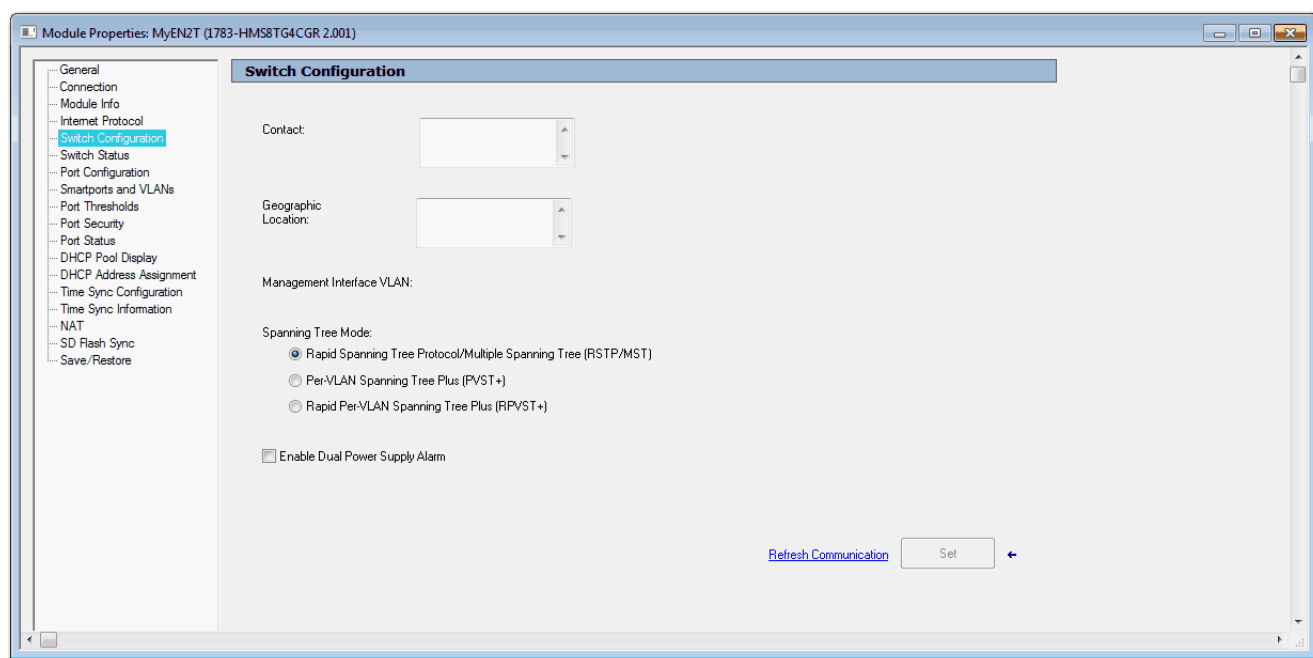 Module Properties: MyEN2T (1783-HMS8TG4CGR 2.001)
General
Connection
Module Info
Internet Protocol
Switch Configuration
Switch Status
Port Configuration
Smartports and VLANs
Port Thresholds
Port Security
Port Status
DHCP Pool Display
DHCP Address Assignment
Time Sync Configuration
Time Sync Information
NAT
SD Flash Sync
Save/Restore
Switch Configuration
Contact:
Geographic
Location:
Management Interface VLAN:
Spanning Tree Mode:
Rapid Spanning Tree Protocol/Multiple Spanning Tree (RSTP/MST)
Per-VLAN Spanning Tree Plus (PVST+)
Rapid Per-VLAN Spanning Tree Plus (RPVST+)
Enable Dual Power Supply Alarm
Refresh Communication
Set